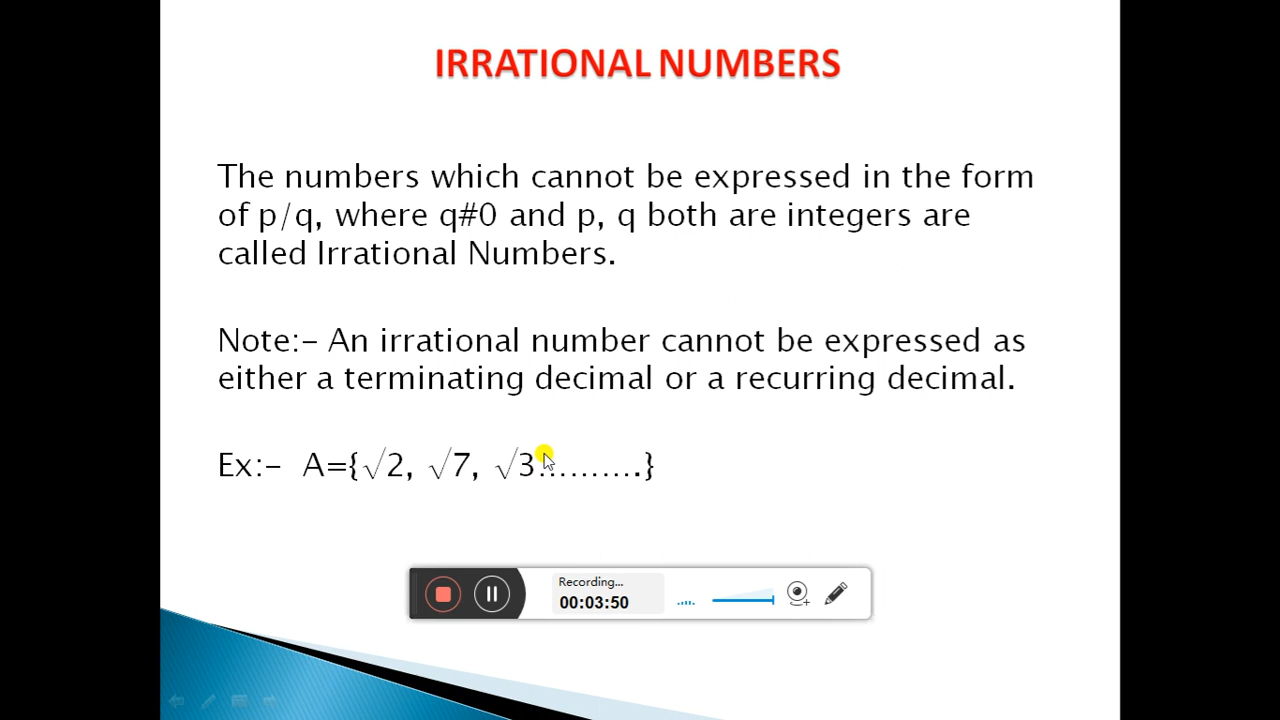 IRRATIONAL NUMBERS
The numbers which cannot be expressed in the form
of p/q, where q#0 and p, q both are integers are
called Irrational Numbers.
Note:- An irrational number cannot be expressed as
either a terminating decimal or a recurring decimal.
Ex:- A={√2, √7, √3..........}
Recording...
00:03:50